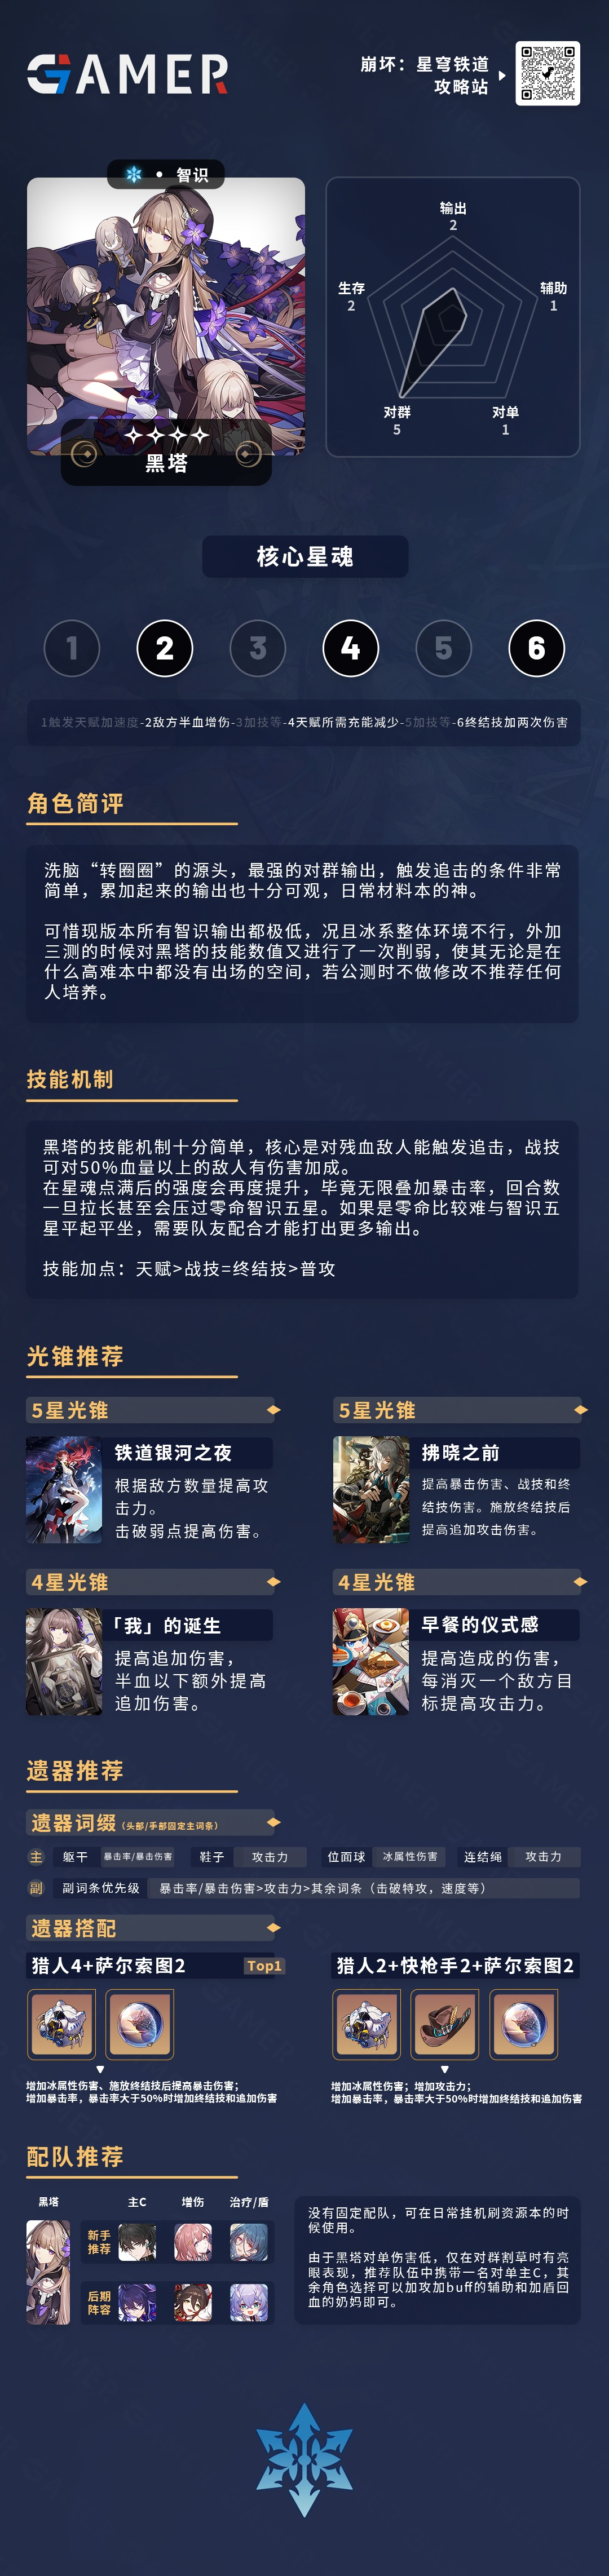 GAMER
崩坏：星穹铁道
攻略站
智识
黑塔
输出
2
生存
2
辅助
1
对群
5
对单
1
核心星魂
1 2 3 4 5 6
1触发天赋加速度-2敌方半血增伤-3加技等-4天赋所需充能减少-5加技等-6终结技加两次伤害
角色简评
洗脑“转圈圈”的源头，最强的对群输出，触发追击的条件非常
简单，累加起来的输出也十分可观，日常材料本的神。
可惜现版本所有智识输出都极低，况且冰系整体环境不行，外加
三测的时候对黑塔的技能数值又进行了一次削弱，使其无论是在
什么高难本中都没有出场的空间，若公测时不做修改不推荐任何
人培养。
技能机制
黑塔的技能机制十分简单，核心是对残血敌人能触发追击，战技
可对50%血量以上的敌人有伤害加成。
在星魂点满后的强度会再度提升，毕竟无限叠加暴击率，回合数
一旦拉长甚至会压过零命智识五星。如果是零命比较难与智识五
星平起平坐，需要队友配合才能打出更多输出。
技能加点：天赋>战技=终结技>普攻
光锥推荐
5星光锥
铁道银河之夜
根据敌方数量提高攻
击力。
击破弱点提高伤害。
5星光锥
拂晓之前
提高暴击伤害、战技和终
结技伤害。施放终结技后
提高追加攻击伤害。
4星光锥
「我」的诞生
提高追加伤害，
半血以下额外提高
追加伤害。
4星光锥
早餐的仪式感
提高造成的伤害，
每消灭一个敌方目
标提高攻击力。
遗器推荐
遗器词缀（头部/手部固定主词条）
主 躯干 暴击率/暴击伤害 鞋子 攻击力 位面球 冰属性伤害 连结绳 攻击力
副 副词条优先级 暴击率/暴击伤害>攻击力>其余词条（击破特攻，速度等）
遗器搭配
猎人4+萨尔索图2 Top1
增加冰属性伤害、施放终结技后提高暴击伤害；
增加暴击率，暴击率大于50%时增加终结技和追加伤害
猎人2+快枪手2+萨尔索图2
增加冰属性伤害；增加攻击力；
增加暴击率，暴击率大于50%时增加终结技和追加伤害
配队推荐
黑塔 主C 增伤 治疗/盾
新手
推荐
后期
阵容
没有固定配队，可在日常挂机刷资源本的时
候使用。
由于黑塔对单伤害低，仅在对群割草时有亮
眼表现，推荐队伍中携带一名对单主C，其
余角色选择可以加攻加buff的辅助和加盾回
血的奶妈即可。